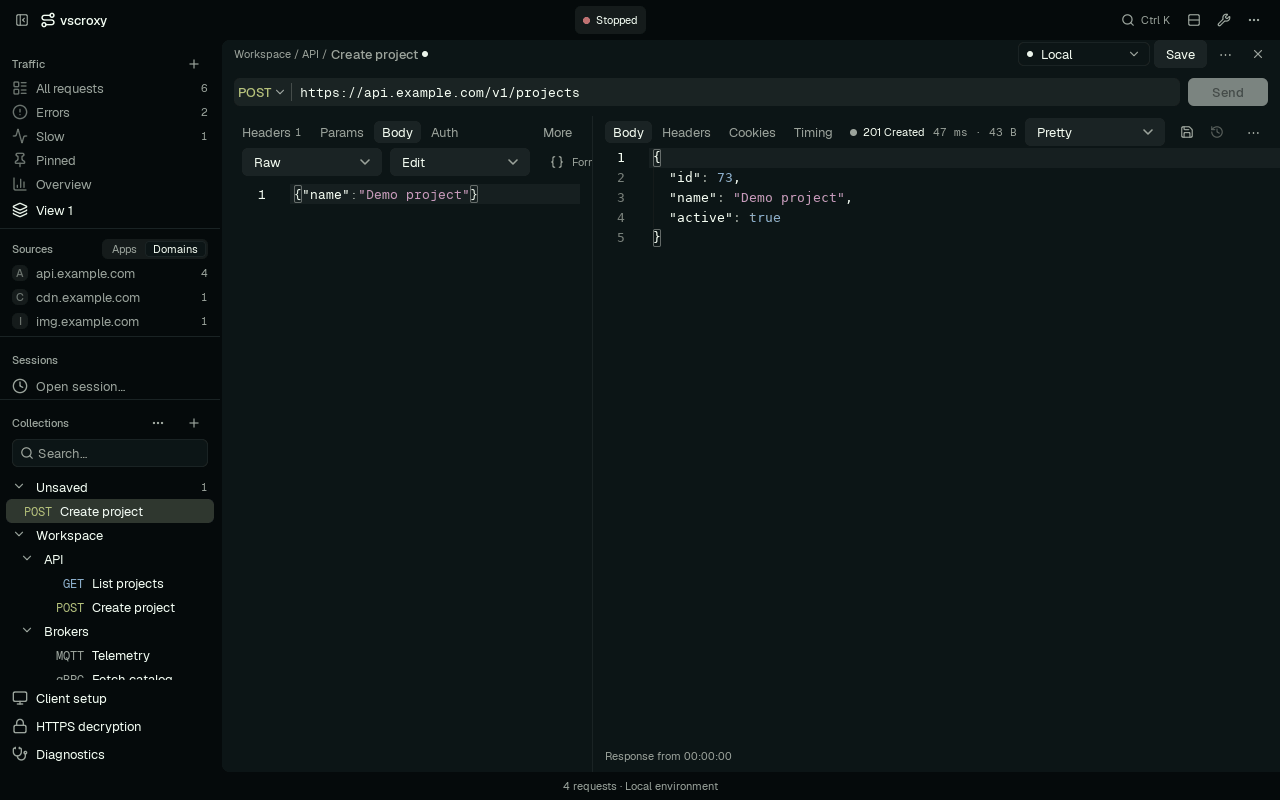 vscroxy
Stopped
Ctrl K
Traffic
All requests 6
Errors 2
Slow 1
Pinned
Overview
View 1
Sources Apps Domains
A api.example.com 4
C cdn.example.com 1
I img.example.com 1
Sessions
Open session…
Collections
Search…
Unsaved 1
POST Create project
Workspace
API
GET List projects
POST Create project
Brokers
MQTT Telemetry
gRPC Fetch catalog
Client setup
HTTPS decryption
Diagnostics
Workspace / API / Create project
Local
Save
POST https://api.example.com/v1/projects
Send
Headers 1 Params Body Auth More
Raw Edit { } Forr
1 {"name":"Demo project"}
Body Headers Cookies Timing 201 Created 47 ms · 43 B Pretty
1 {
2 "id": 73,
3 "name": "Demo project",
4 "active": true
5 }
Response from 00:00:00
4 requests · Local environment